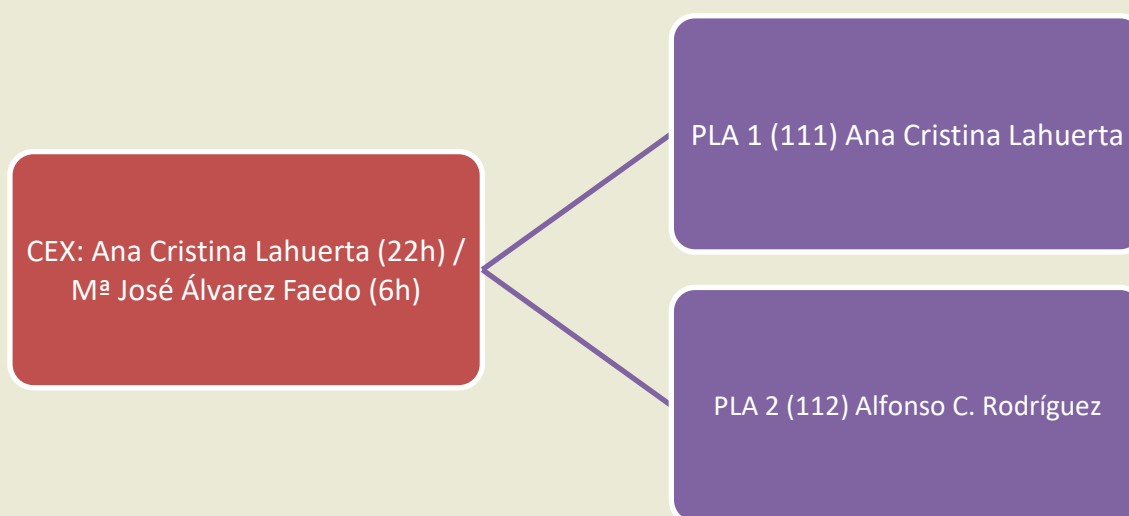 CEX: Ana Cristina Lahuerta (22h) /
Mª José Álvarez Faedo (6h)
PLA 1 (111) Ana Cristina Lahuerta
PLA 2 (112) Alfonso C. Rodríguez